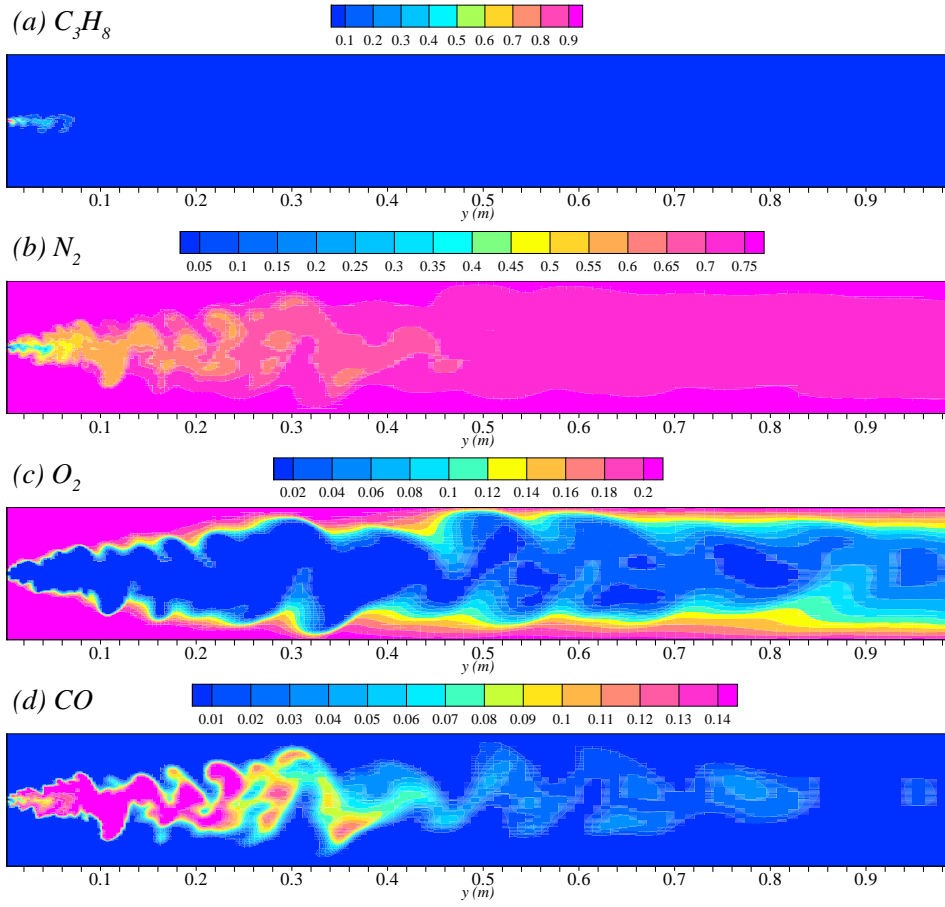 (a) C3H8
0.1 0.2 0.3 0.4 0.5 0.6 0.7 0.8 0.9
0.1 0.2 0.3 0.4 0.5 0.6 0.7 0.8 0.9
y (m)
(b) N2
0.05 0.1 0.15 0.2 0.25 0.3 0.35 0.4 0.45 0.5 0.55 0.6 0.65 0.7 0.75
0.1 0.2 0.3 0.4 0.5 0.6 0.7 0.8 0.9
y (m)
(c) O2
0.02 0.04 0.06 0.08 0.1 0.12 0.14 0.16 0.18 0.2
0.1 0.2 0.3 0.4 0.5 0.6 0.7 0.8 0.9
y (m)
(d) CO
0.01 0.02 0.03 0.04 0.05 0.06 0.07 0.08 0.09 0.1 0.11 0.12 0.13 0.14
0.1 0.2 0.3 0.4 0.5 0.6 0.7 0.8 0.9
y (m)